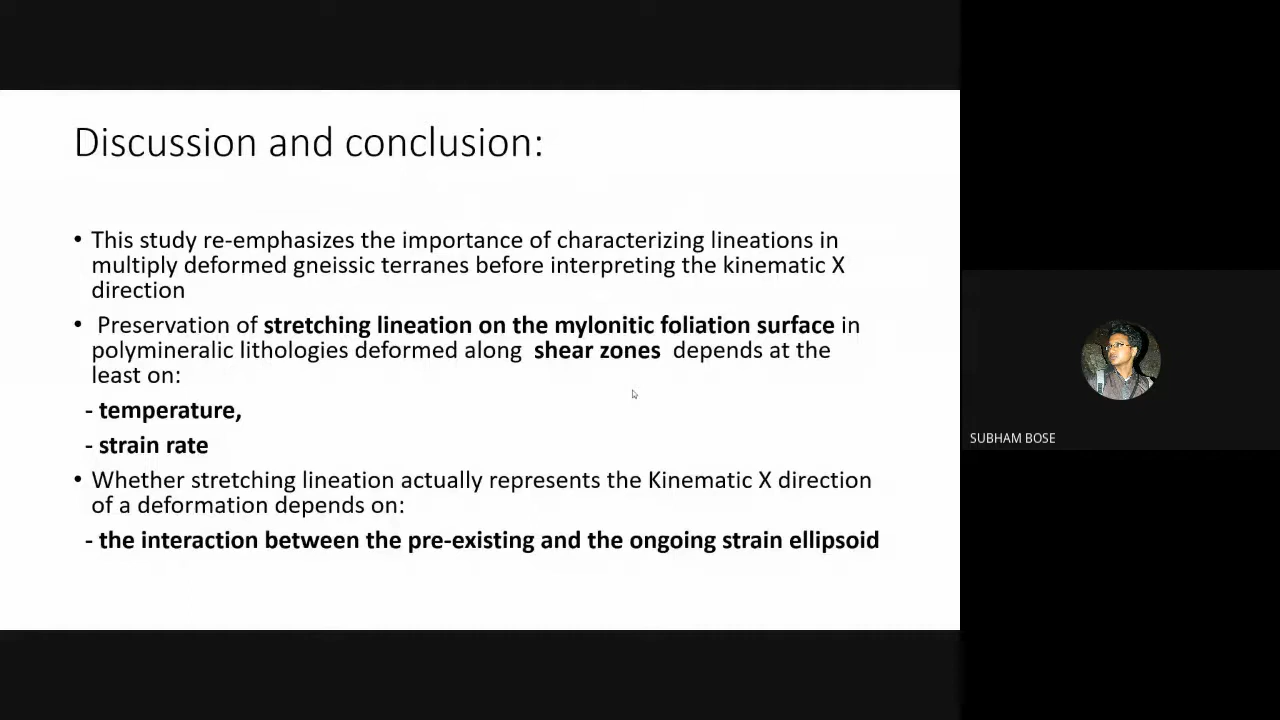 Discussion and conclusion:
• This study re-emphasizes the importance of characterizing lineations in
multiply deformed gneissic terranes before interpreting the kinematic X
direction
• Preservation of stretching lineation on the mylonitic foliation surface in
polymineralic lithologies deformed along shear zones depends at the
least on:
- temperature,
- strain rate
• Whether stretching lineation actually represents the Kinematic X direction
of a deformation depends on:
- the interaction between the pre-existing and the ongoing strain ellipsoid
SUBHAM BOSE